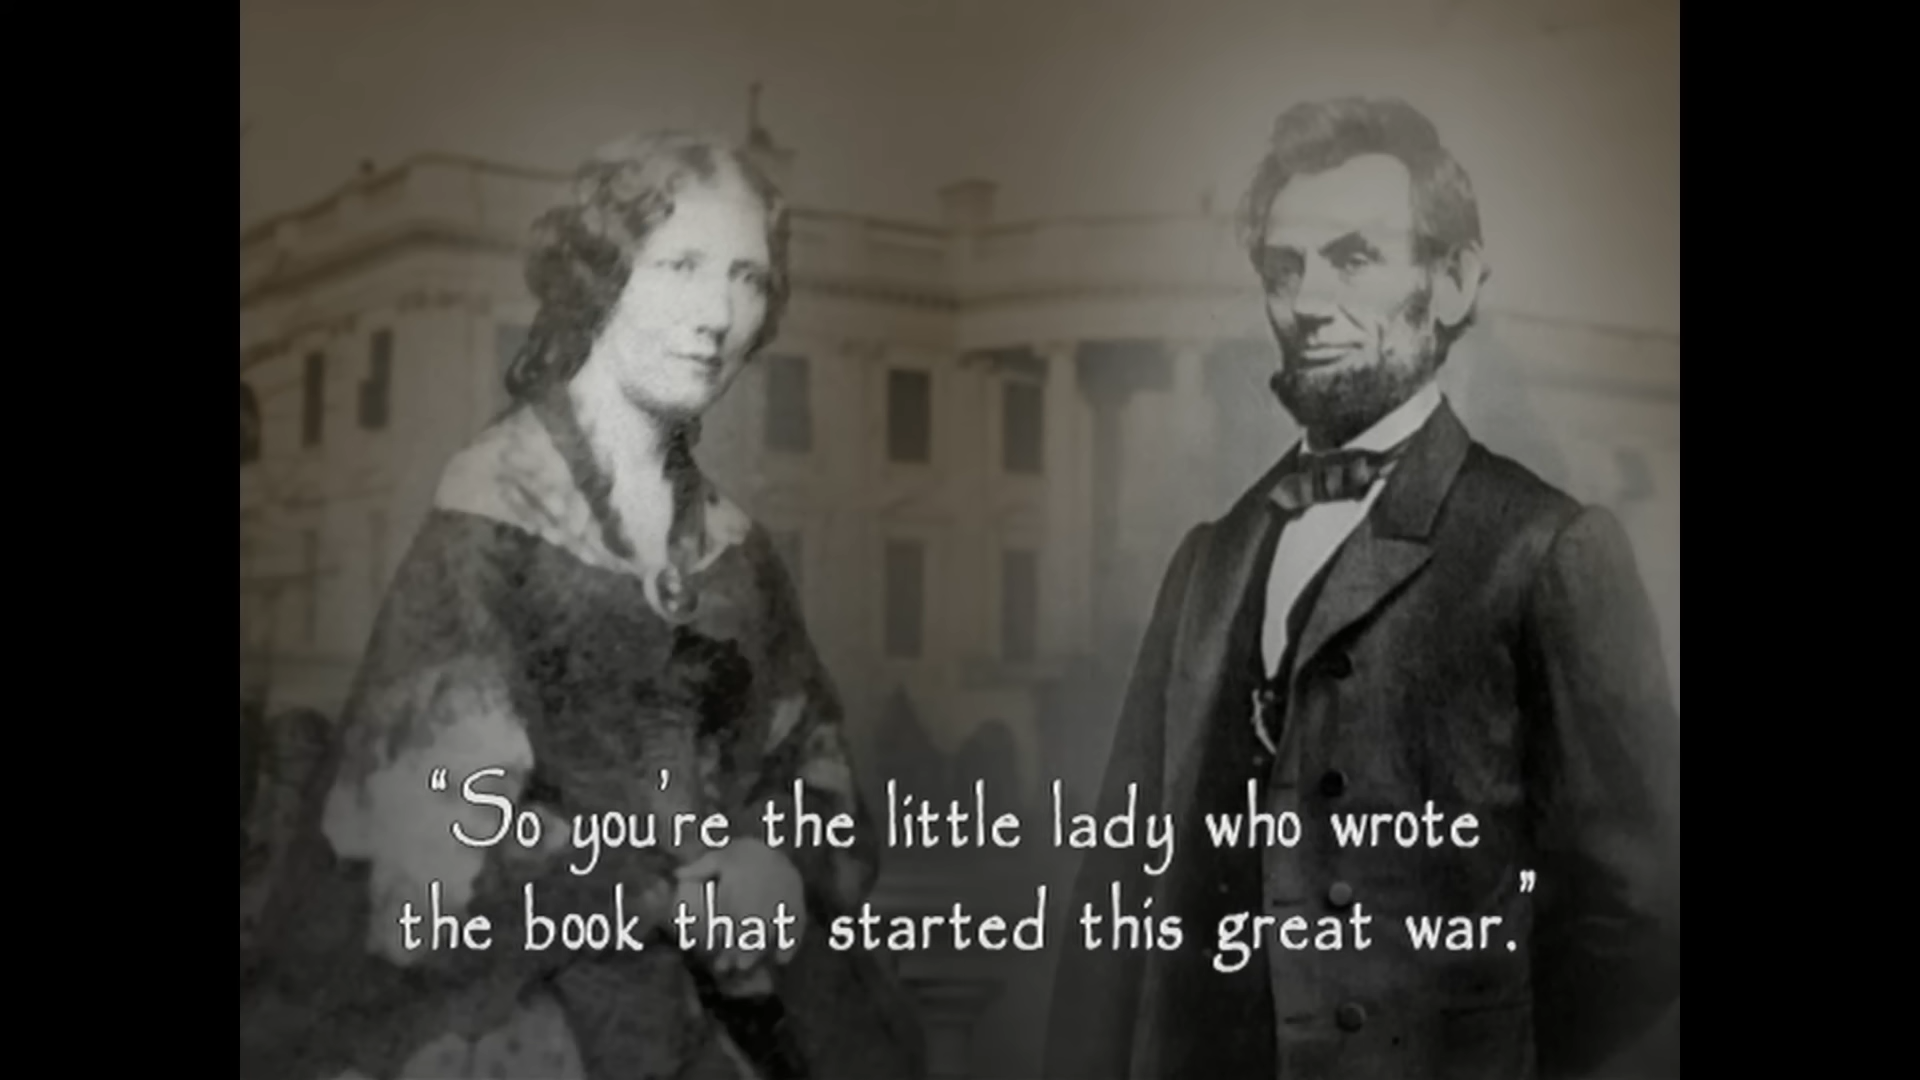 “So you're the little lady who wrote
the book that started this great war.”